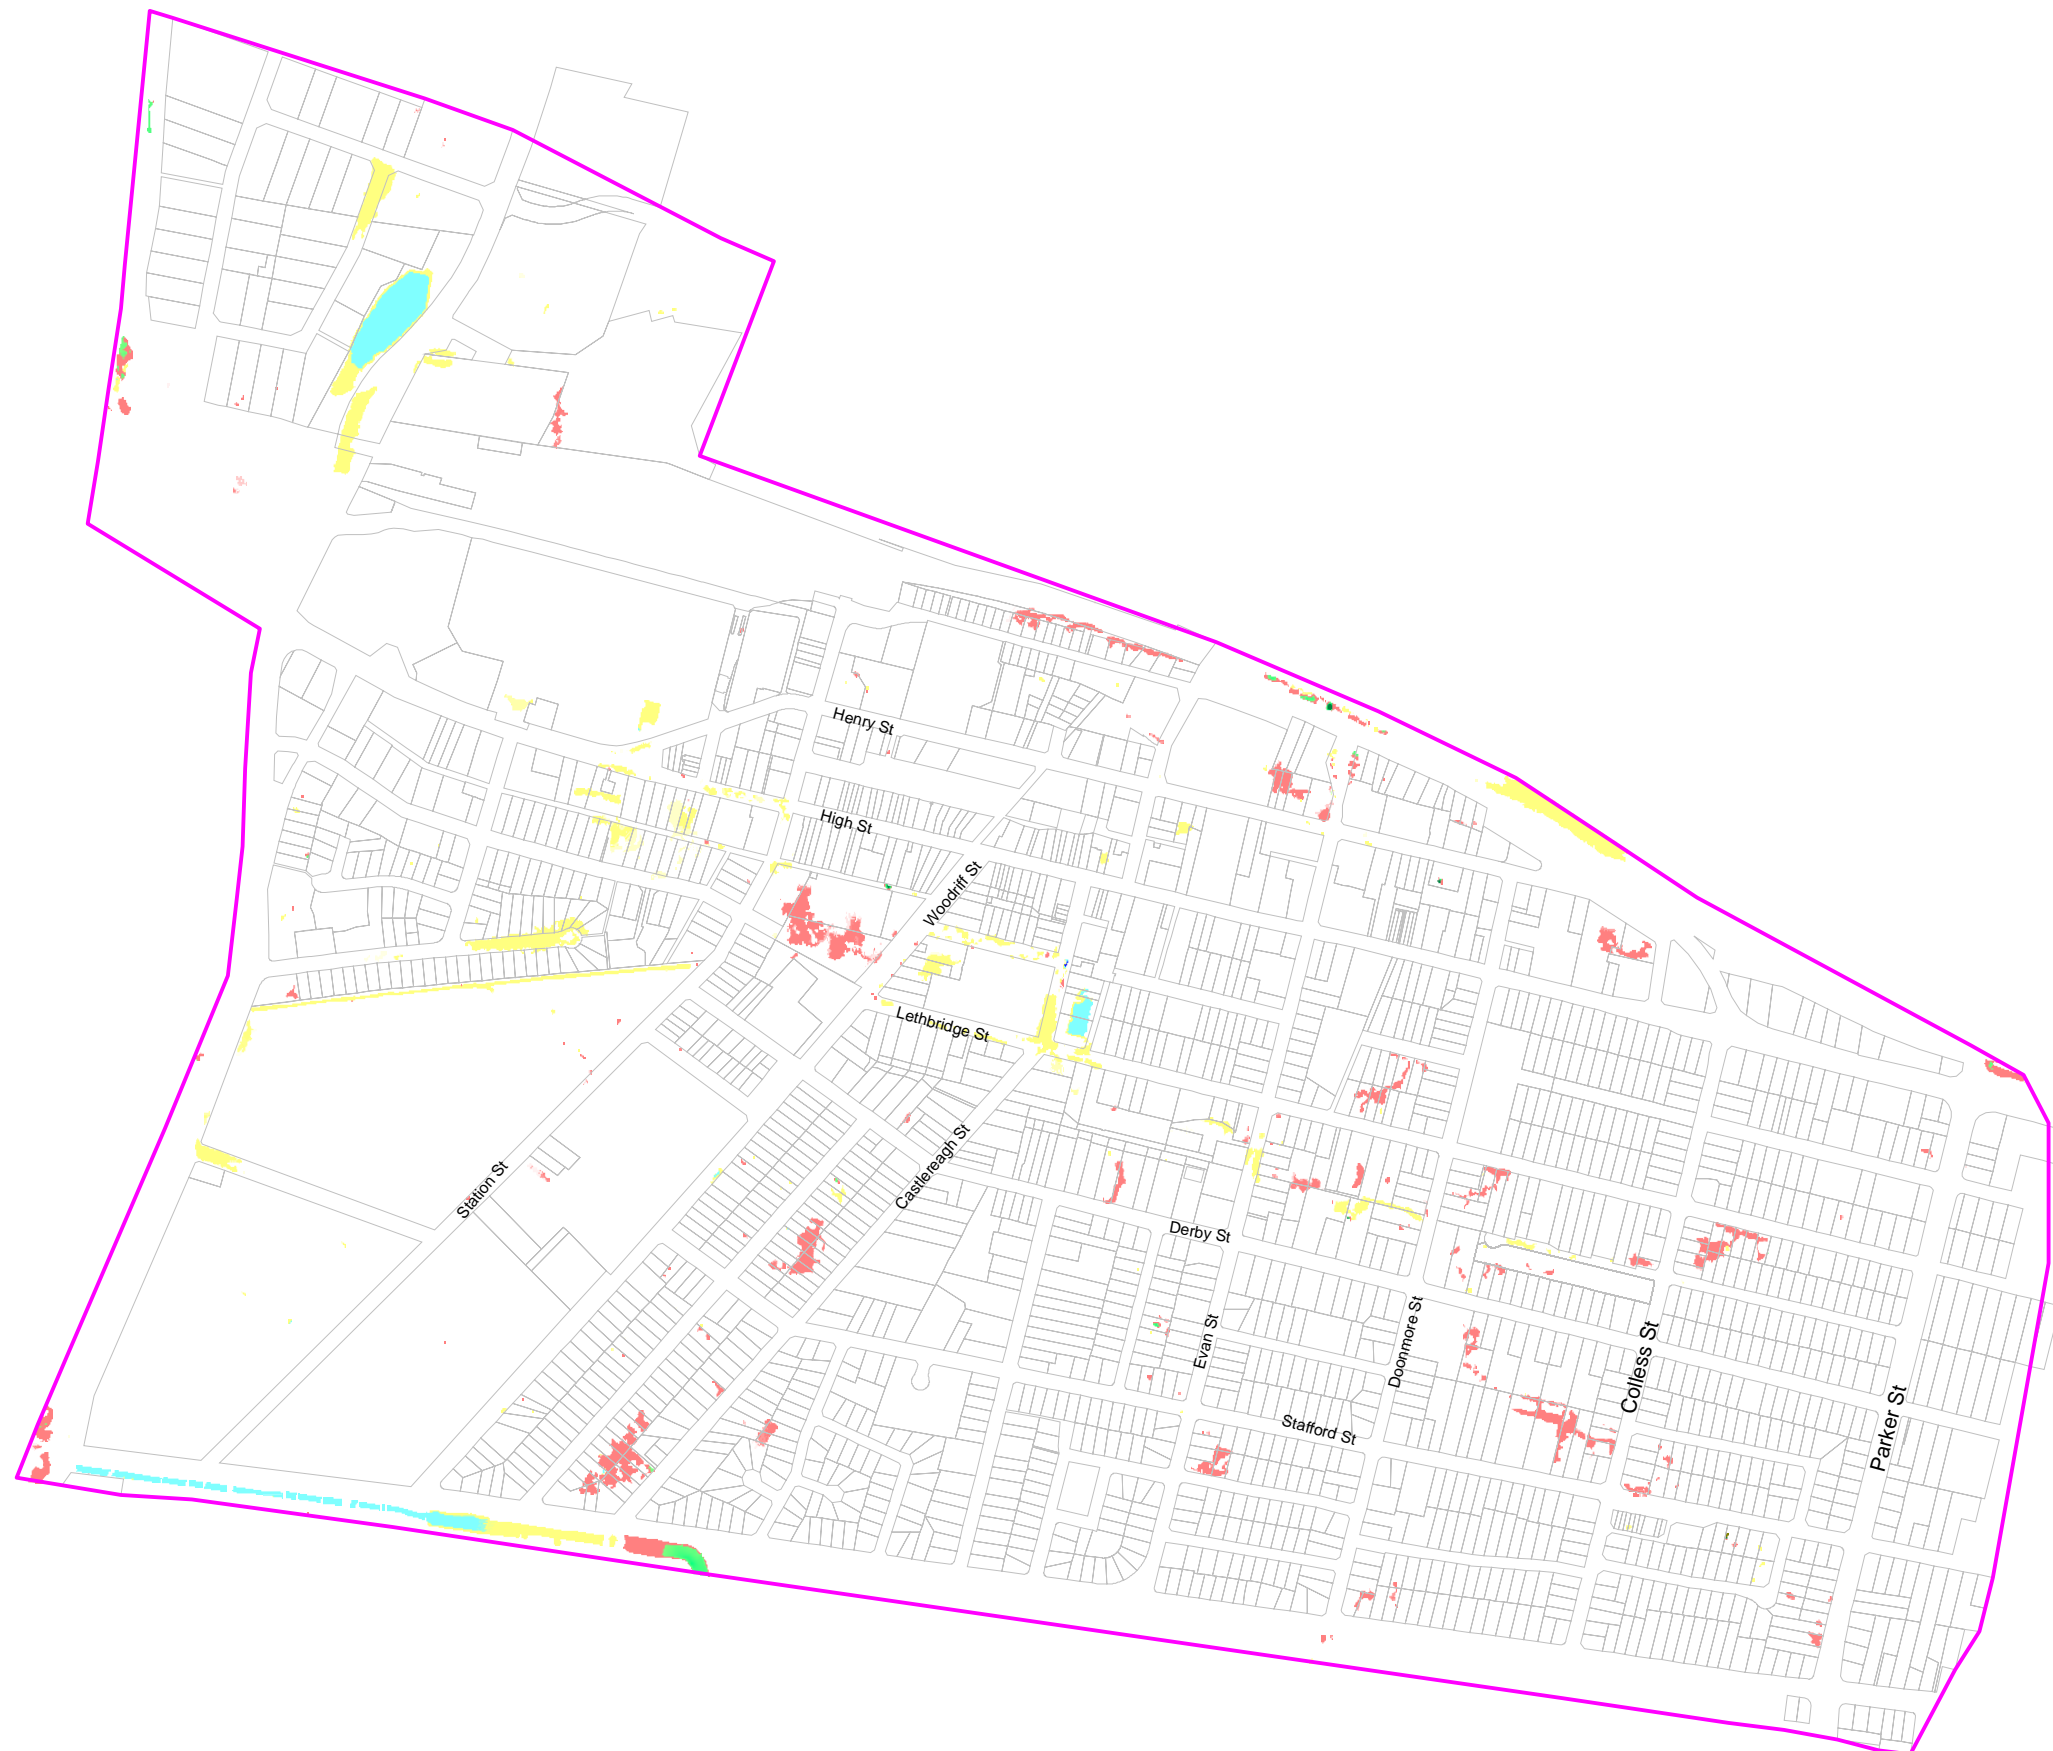 Henry St
High St
Woodriff St
Lethbridge St
Castlereagh St
Station St
Derby St
Evan St
Doonmore St
Colless St
Parker St
Stafford St